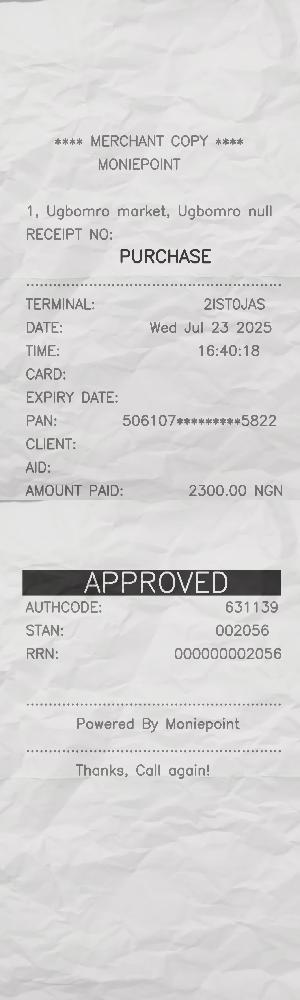 **** MERCHANT COPY ****
MONIEPOINT
1, Ugbomro market, Ugbomro null
RECEIPT NO:
PURCHASE
TERMINAL: 2IST0JAS
DATE: Wed Jul 23 2025
TIME: 16:40:18
CARD:
EXPIRY DATE:
PAN: 506107*********5822
CLIENT:
AID:
AMOUNT PAID: 2300.00 NGN
APPROVED
AUTHCODE: 631139
STAN: 002056
RRN: 000000002056
Powered By Moniepoint
Thanks, Call again!